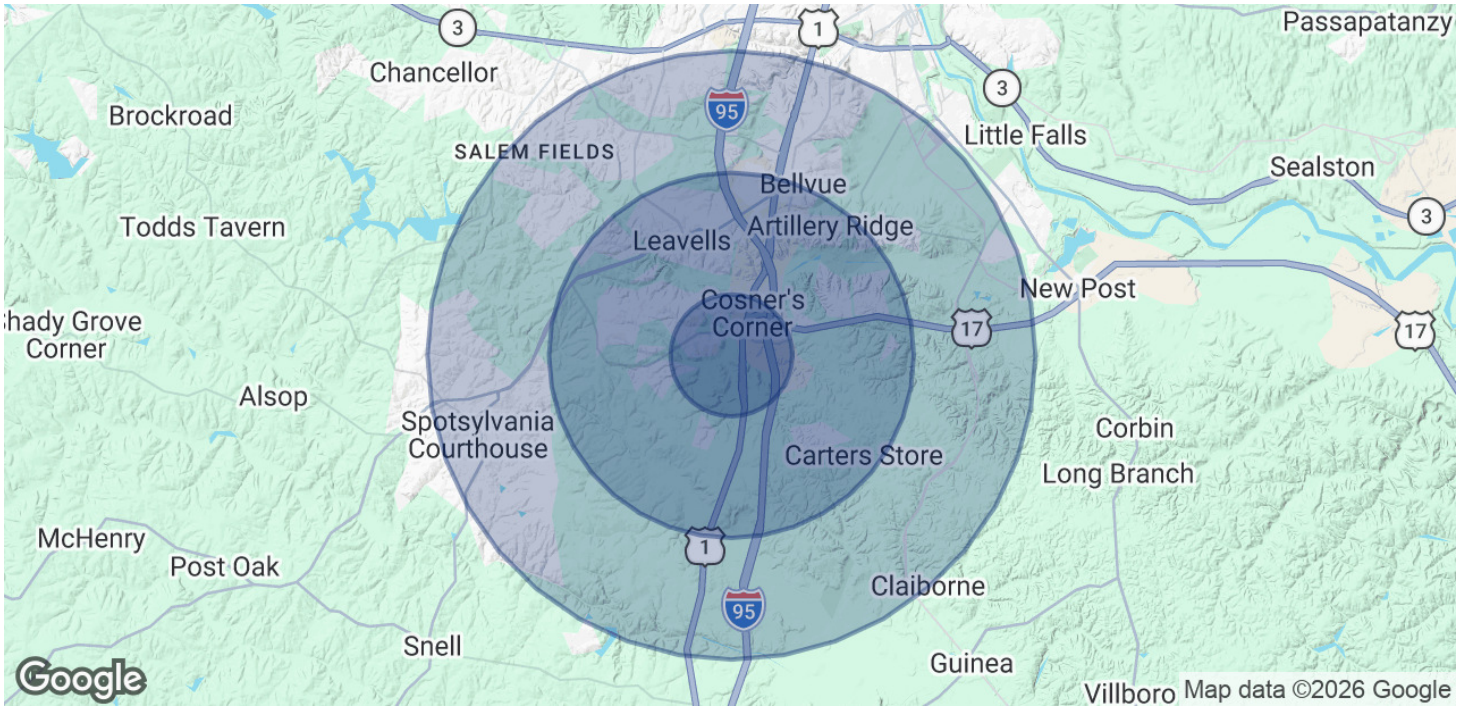 Passapatanzy
3
1
Chancellor
3
95
Brockroad
Little Falls
SALEM FIELDS
Sealston
Bellvue
3
Todds Tavern
Artillery Ridge
Leavells
New Post
Cosner's
Corner
hady Grove
Corner
17
17
Alsop
Spotsylvania
Courthouse
Corbin
Carters Store
Long Branch
McHenry
1
Post Oak
Claiborne
95
Snell
Guinea
Google
Villboro
Map data ©2026 Google